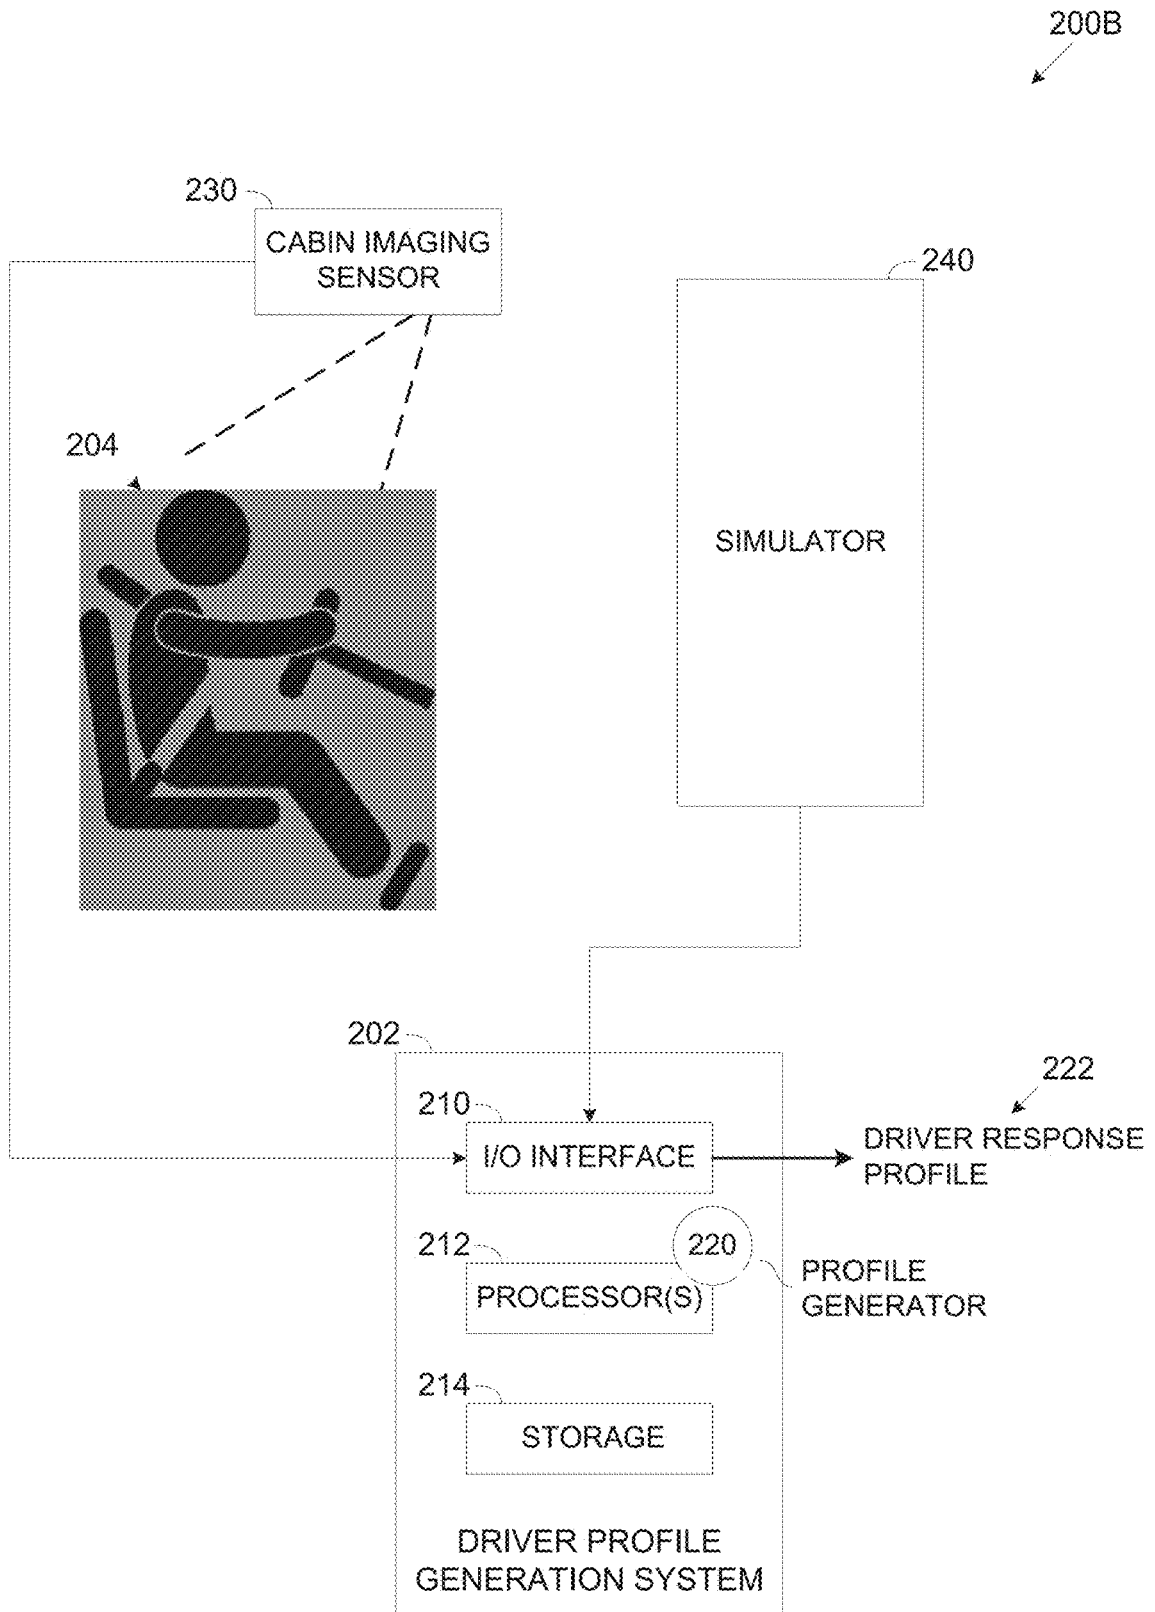 200B
230
CABIN IMAGING
SENSOR
240
204
SIMULATOR
202
222
210
I/O INTERFACE
DRIVER RESPONSE
PROFILE
212
220
PROCESSOR(S)
PROFILE
GENERATOR
214
STORAGE
DRIVER PROFILE
GENERATION SYSTEM